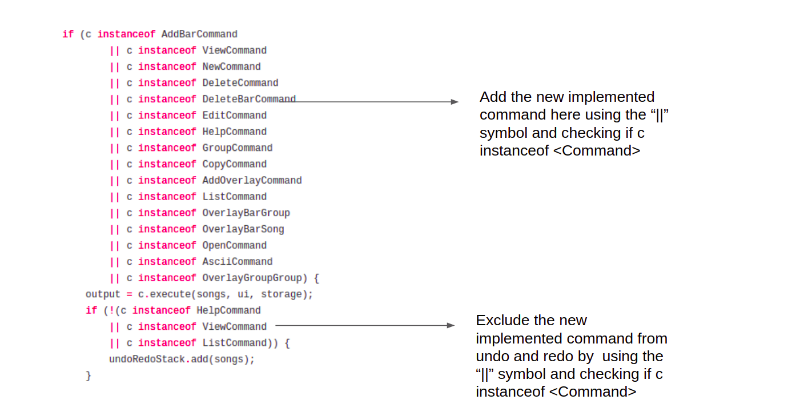 if (c instanceof AddBarCommand
|| c instanceof ViewCommand
|| c instanceof NewCommand
|| c instanceof DeleteCommand
|| c instanceof DeleteBarCommand
|| c instanceof EditCommand
|| c instanceof HelpCommand
|| c instanceof GroupCommand
|| c instanceof CopyCommand
|| c instanceof AddOverlayCommand
|| c instanceof ListCommand
|| c instanceof OverlayBarGroup
|| c instanceof OverlayBarSong
|| c instanceof OpenCommand
|| c instanceof AsciiCommand
|| c instanceof OverlayGroupGroup) {
output = c.execute(songs, ui, storage);
if (!(c instanceof HelpCommand
|| c instanceof ViewCommand
|| c instanceof ListCommand)) {
undoRedoStack.add(songs);
}
Add the new implemented
command here using the “||”
symbol and checking if c
instanceof <Command>
Exclude the new
implemented command from
undo and redo by  using the
“||” symbol and checking if c
instanceof <Command>